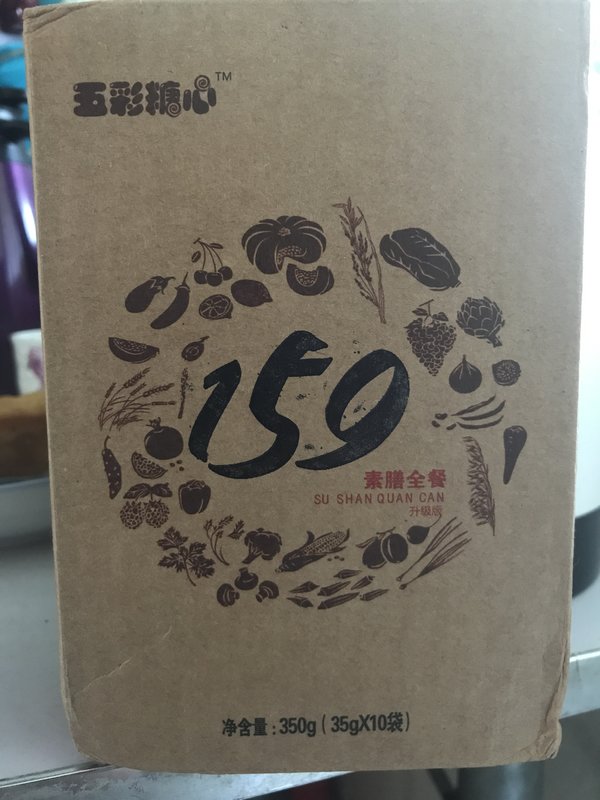 五彩糖心™
159
素膳全餐
SU SHAN QUAN CAN
升級版
净含量：350g（35gX10袋）